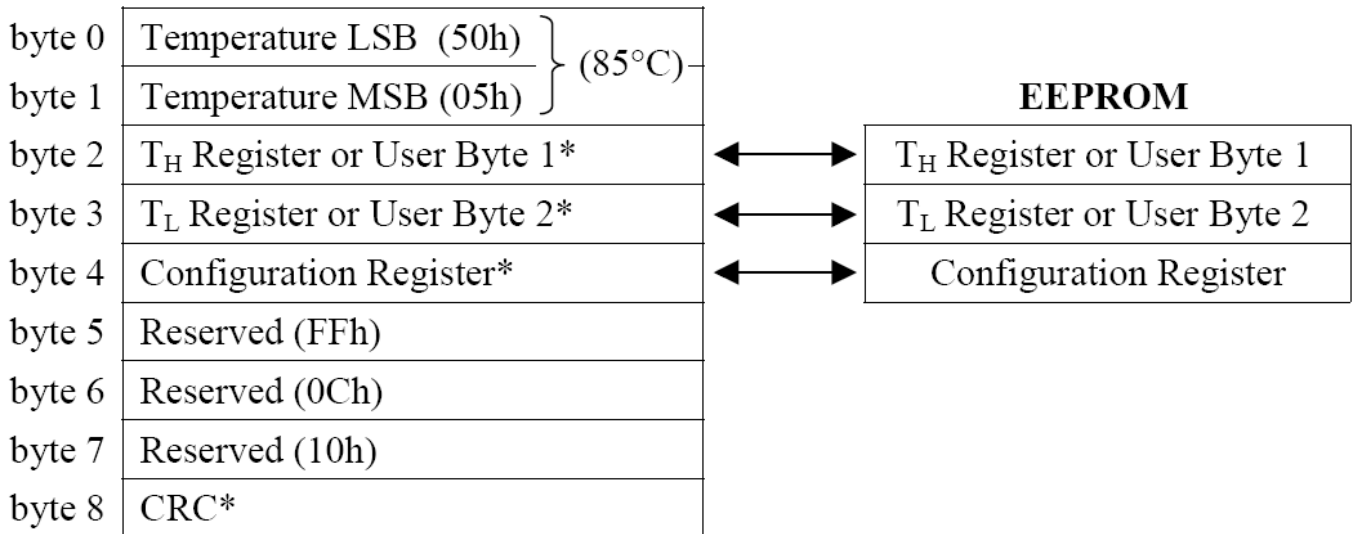 byte 0 Temperature LSB (50h)
(85°C)
byte 1 Temperature MSB (05h) EEPROM
byte 2 TH Register or User Byte 1* TH Register or User Byte 1
byte 3 TL Register or User Byte 2* TL Register or User Byte 2
byte 4 Configuration Register* Configuration Register
byte 5 Reserved (FFh)
byte 6 Reserved (0Ch)
byte 7 Reserved (10h)
byte 8 CRC*